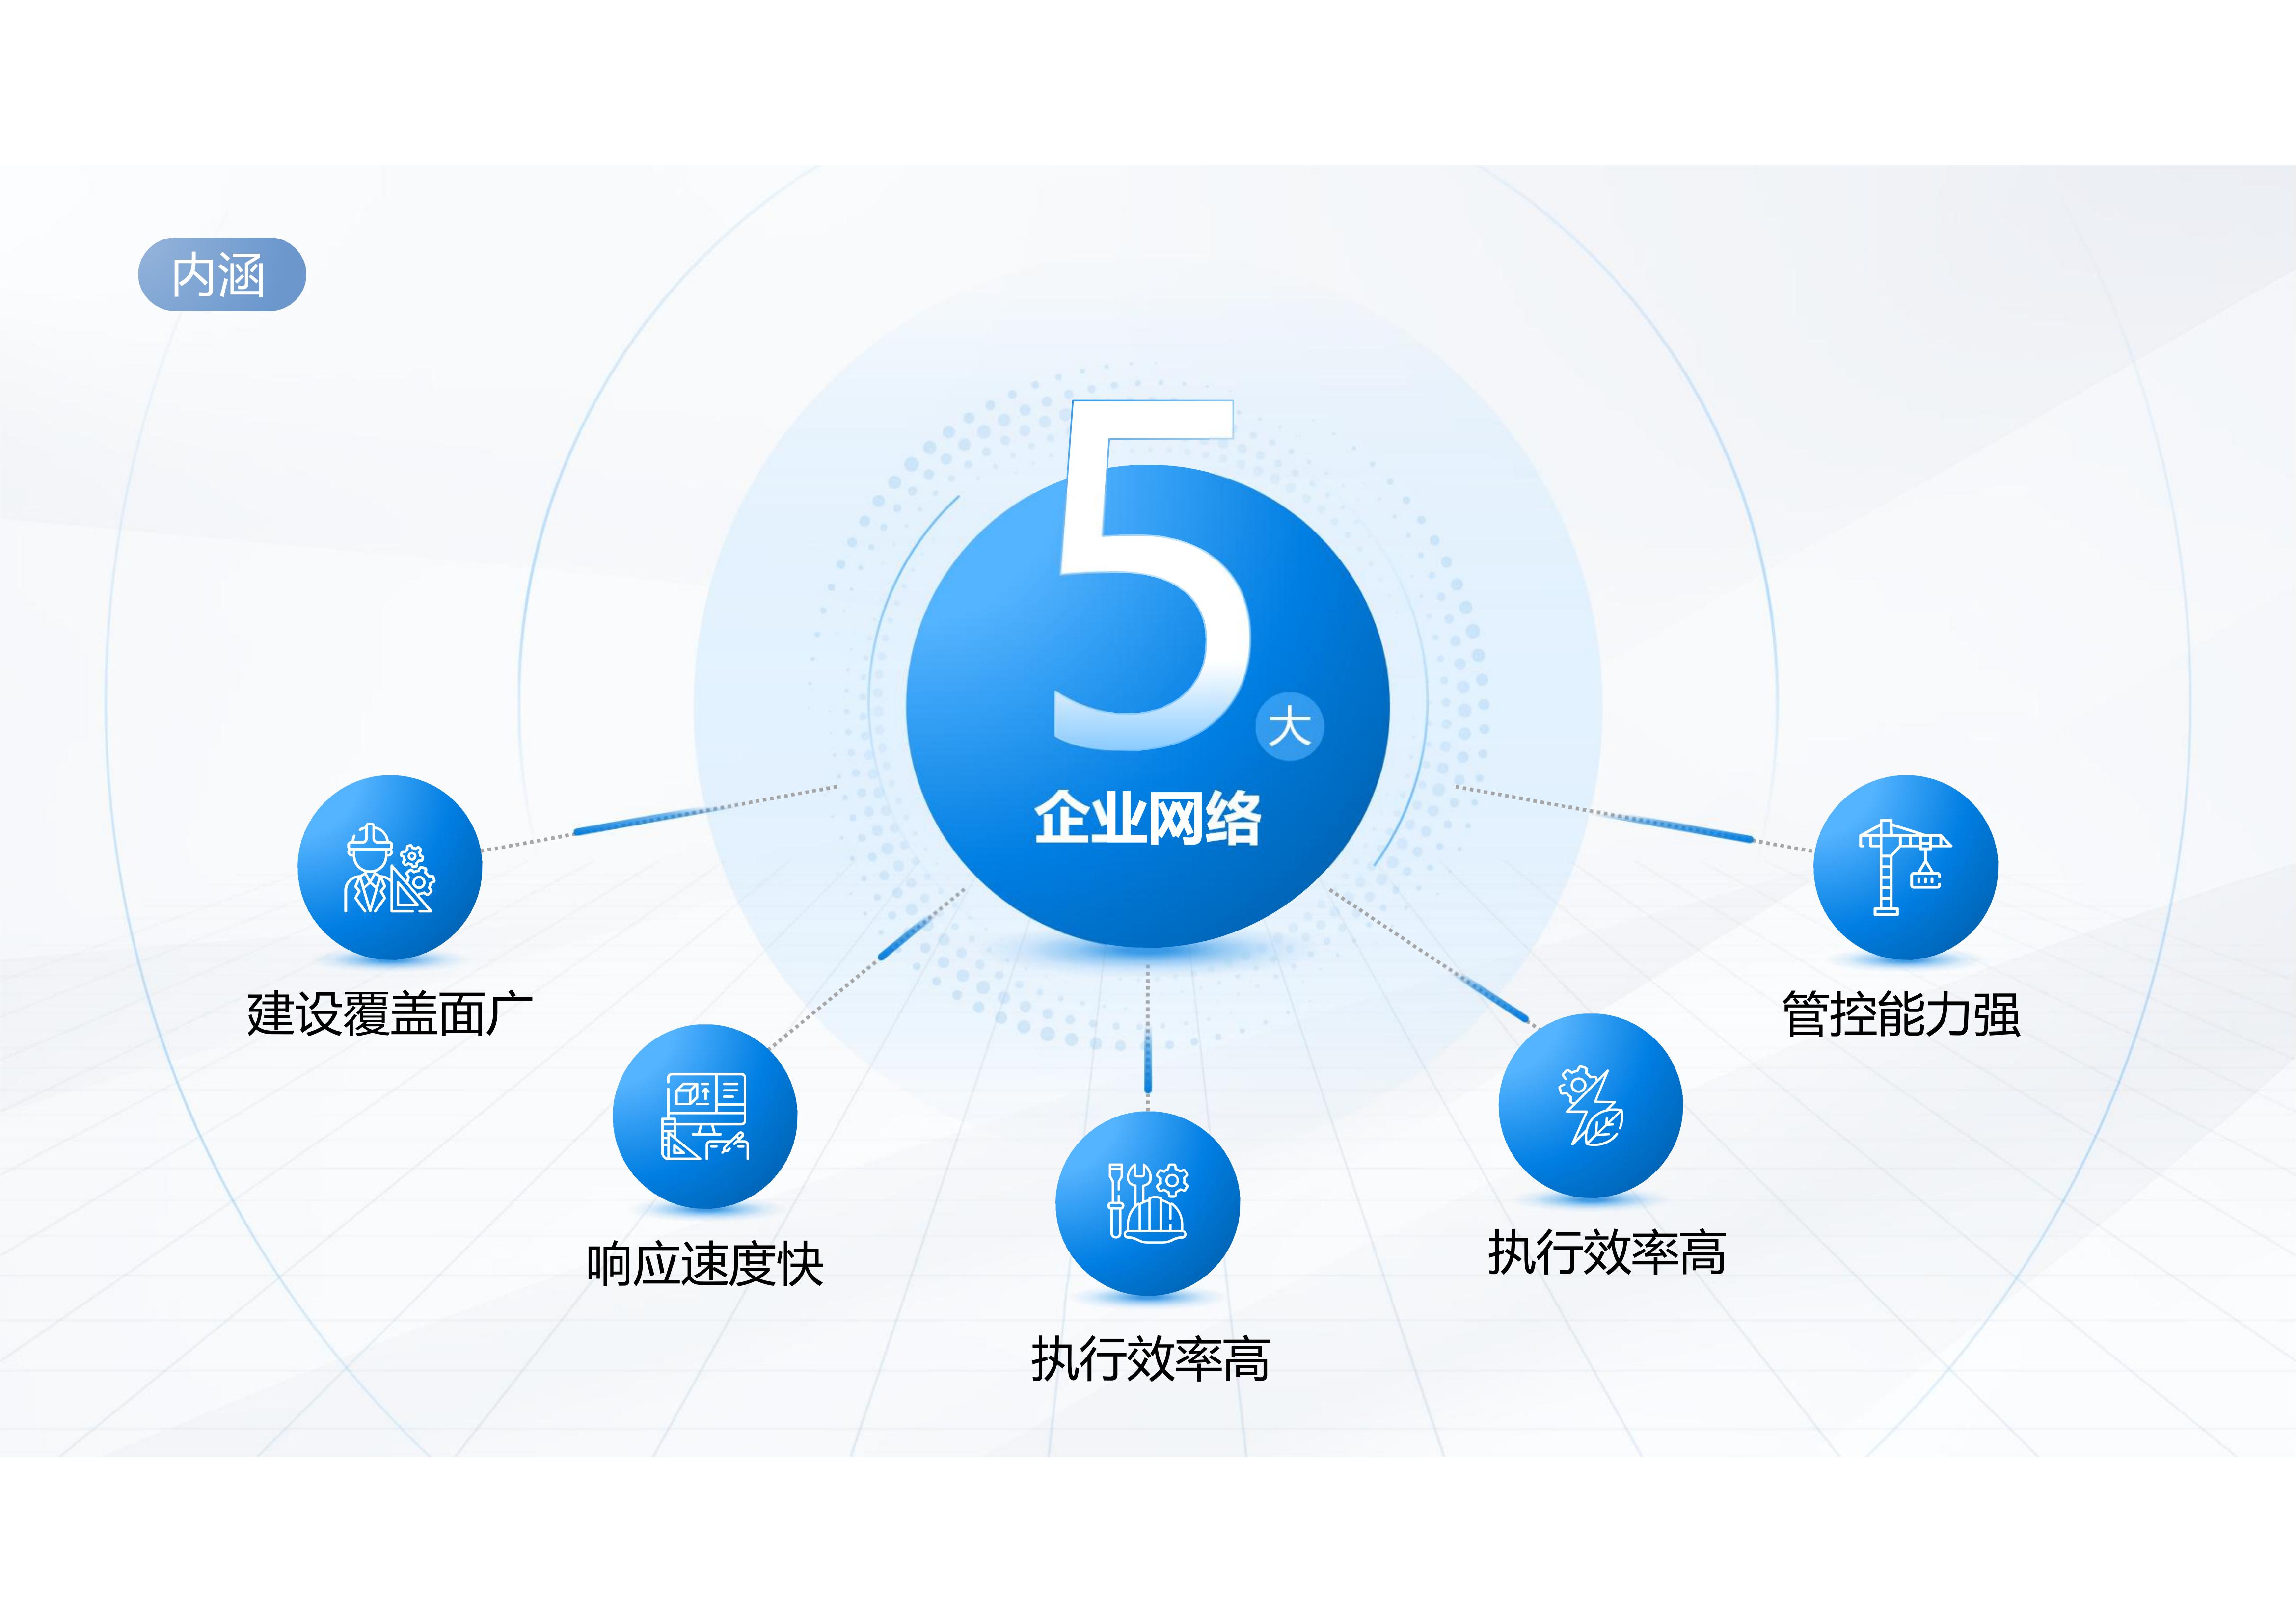 内涵
5
大
企业网络
建设覆盖面广
响应速度快
执行效率高
执行效率高
管控能力强